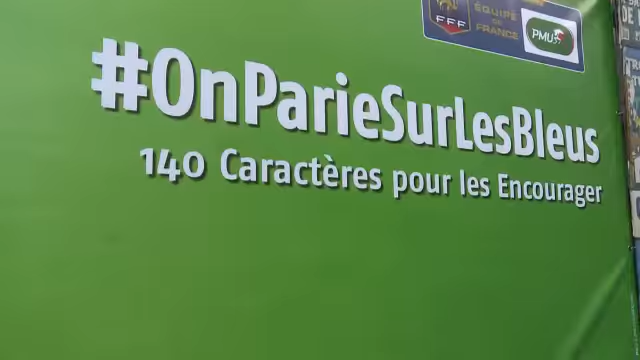 FFF
ÉQUIPE DE
FRANCE
PMU
#OnParieSurLesBleus
140 Caractères pour les Encourager